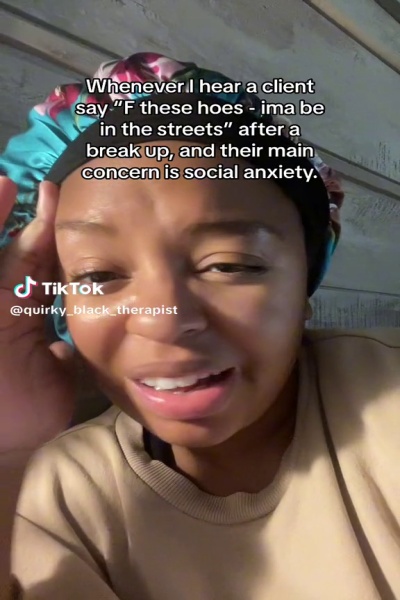 Whenever I hear a client
say “F these hoes - ima be
in the streets” after a
break up, and their main
concern is social anxiety.
TikTok
@quirky_black_therapist